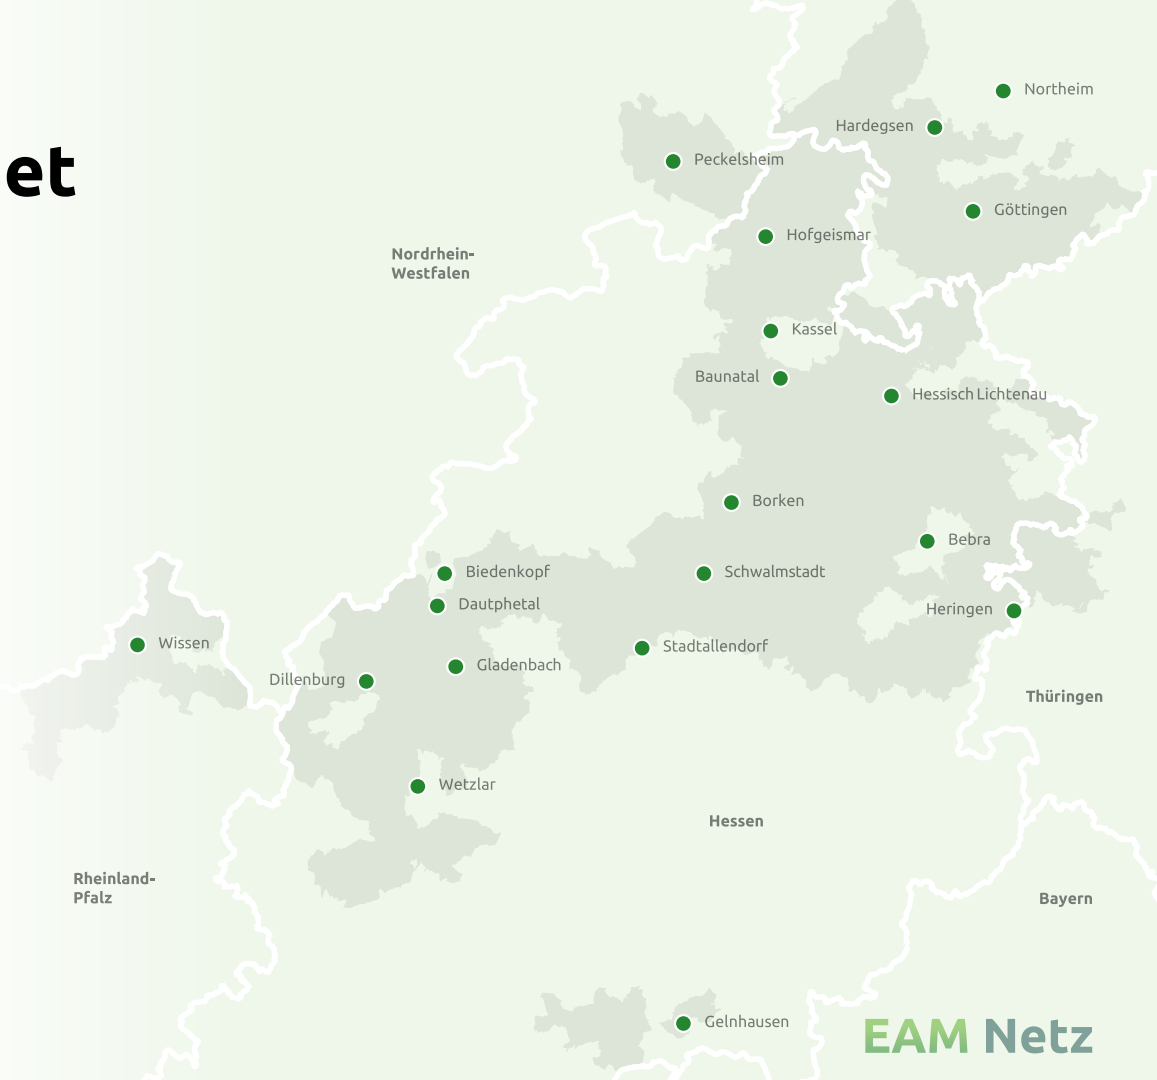 et
Northeim
Hardegsen
Peckelsheim
Göttingen
Hofgeismar
Nordrhein-
Westfalen
Kassel
Baunatal
Hessisch Lichtenau
Borken
Bebra
Biedenkopf
Schwalmstadt
Dautphetal
Heringen
Wissen
Stadtallendorf
Gladenbach
Dillenburg
Thüringen
Wetzlar
Hessen
Rheinland-
Pfalz
Bayern
Gelnhausen
EAM Netz